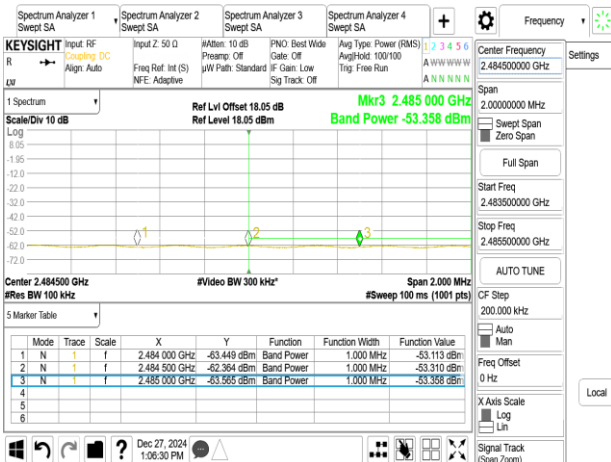 Spectrum Analyzer 1
Swept SA
Spectrum Analyzer 2
Swept SA
Spectrum Analyzer 3
Swept SA
Spectrum Analyzer 4
Swept SA
+
Frequency
KEYSIGHT
R
Input: RF
Coupling: DC
Align: Auto
Input Z: 50 Ω
Freq Ref: Int (S)
NFE: Adaptive
#Atten: 10 dB
Preamp: Off
µW Path: Standard
PNO: Best Wide
Gate: Off
IF Gain: Low
Sig Track: Off
Avg Type: Power (RMS)
Avg|Hold: 100/100
Trig: Free Run
1 2 3 4 5 6
A W W W W W
A N N N N N
1 Spectrum
Scale/Div 10 dB
Log
Ref Lvl Offset 18.05 dB
Ref Level 18.05 dBm
Mkr3 2.485 000 GHz
Band Power -53.358 dBm
8.05
-1.95
-12.0
-22.0
-32.0
-42.0
-52.0
-62.0
-72.0
1
2
3
Center 2.484500 GHz
#Res BW 100 kHz
#Video BW 300 kHz*
Span 2.000 MHz
#Sweep 100 ms (1001 pts)
5 Marker Table
Mode Trace Scale X Y Function Function Width Function Value
1 N 1 f 2.484 000 GHz -63.449 dBm Band Power 1.000 MHz -53.113 dBm
2 N 1 f 2.484 500 GHz -62.364 dBm Band Power 1.000 MHz -53.310 dBm
3 N 1 f 2.485 000 GHz -63.565 dBm Band Power 1.000 MHz -53.358 dBm
4
5
6
?
Dec 27, 2024
1:06:30 PM
Center Frequency
2.484500000 GHz
Settings
Span
2.00000000 MHz
Swept Span
Zero Span
Full Span
Start Freq
2.483500000 GHz
Stop Freq
2.485500000 GHz
AUTO TUNE
CF Step
200.000 kHz
Auto
Man
Freq Offset
0 Hz
Local
X Axis Scale
Log
Lin
Signal Track
(Span Zoom)